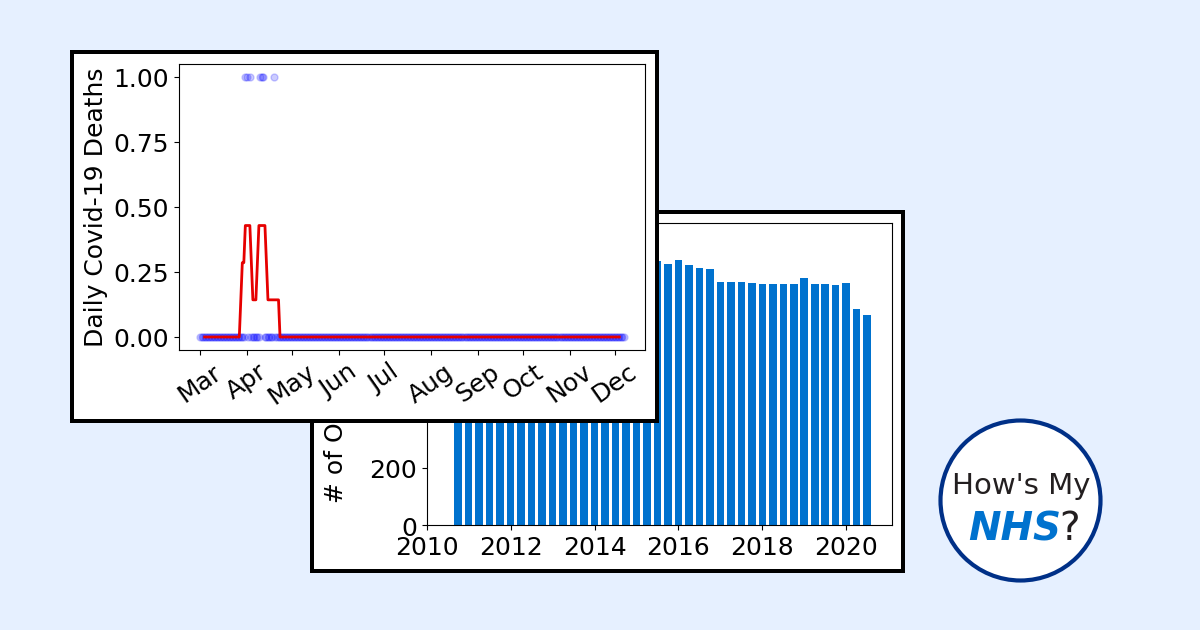 Daily Covid-19 Deaths
1.00
0.75
0.50
0.25
0.00
Mar Apr May Jun Jul Aug Sep Oct Nov Dec
# of O
200
0
2010 2012 2014 2016 2018 2020
How's My
NHS?